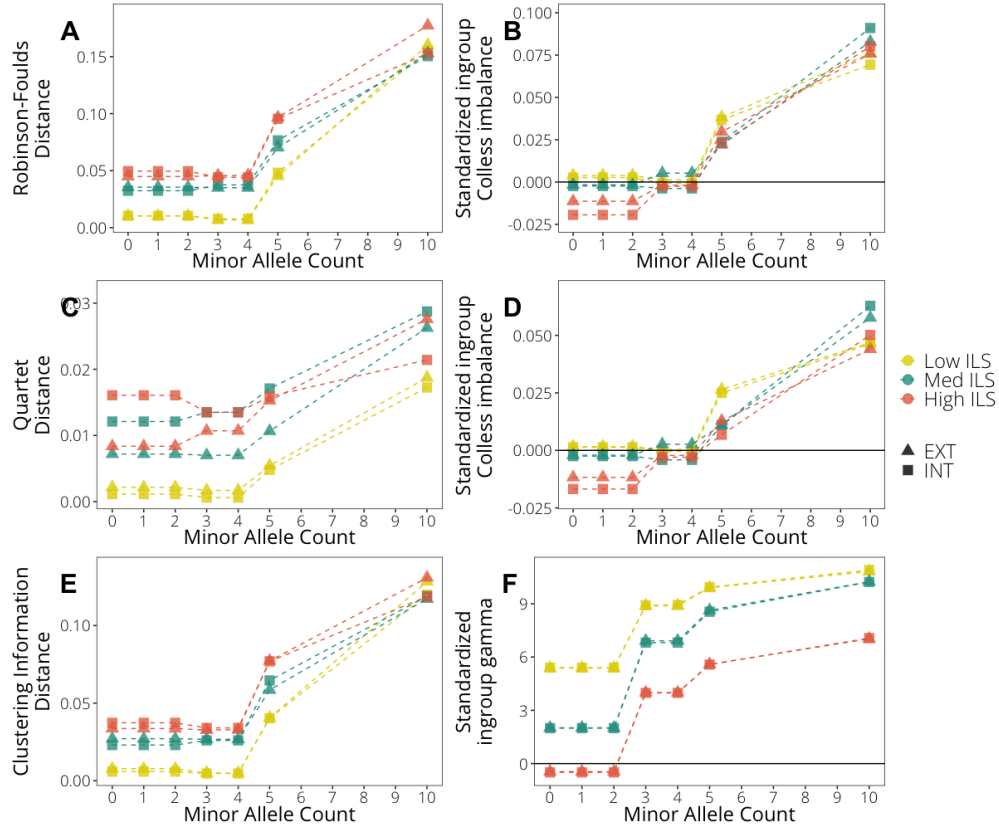 A
Robinson-Foulds
Distance
0.15
0.10
0.05
0.00
0 1 2 3 4 5 6 7 8 9 10
Minor Allele Count
B
Standardized ingroup
Colless imbalance
0.100
0.075
0.050
0.025
0.000
-0.025
0 1 2 3 4 5 6 7 8 9 10
Minor Allele Count
C
Quartet
Distance
0.03
0.02
0.01
0.00
0 1 2 3 4 5 6 7 8 9 10
Minor Allele Count
D
Standardized ingroup
Colless imbalance
0.050
0.025
0.000
-0.025
0 1 2 3 4 5 6 7 8 9 10
Minor Allele Count
Low ILS
Med ILS
High ILS
EXT
INT
E
Clustering Information
Distance
0.10
0.05
0.00
0 1 2 3 4 5 6 7 8 9 10
Minor Allele Count
F
Standardized
ingroup gamma
9
6
3
0
0 1 2 3 4 5 6 7 8 9 10
Minor Allele Count